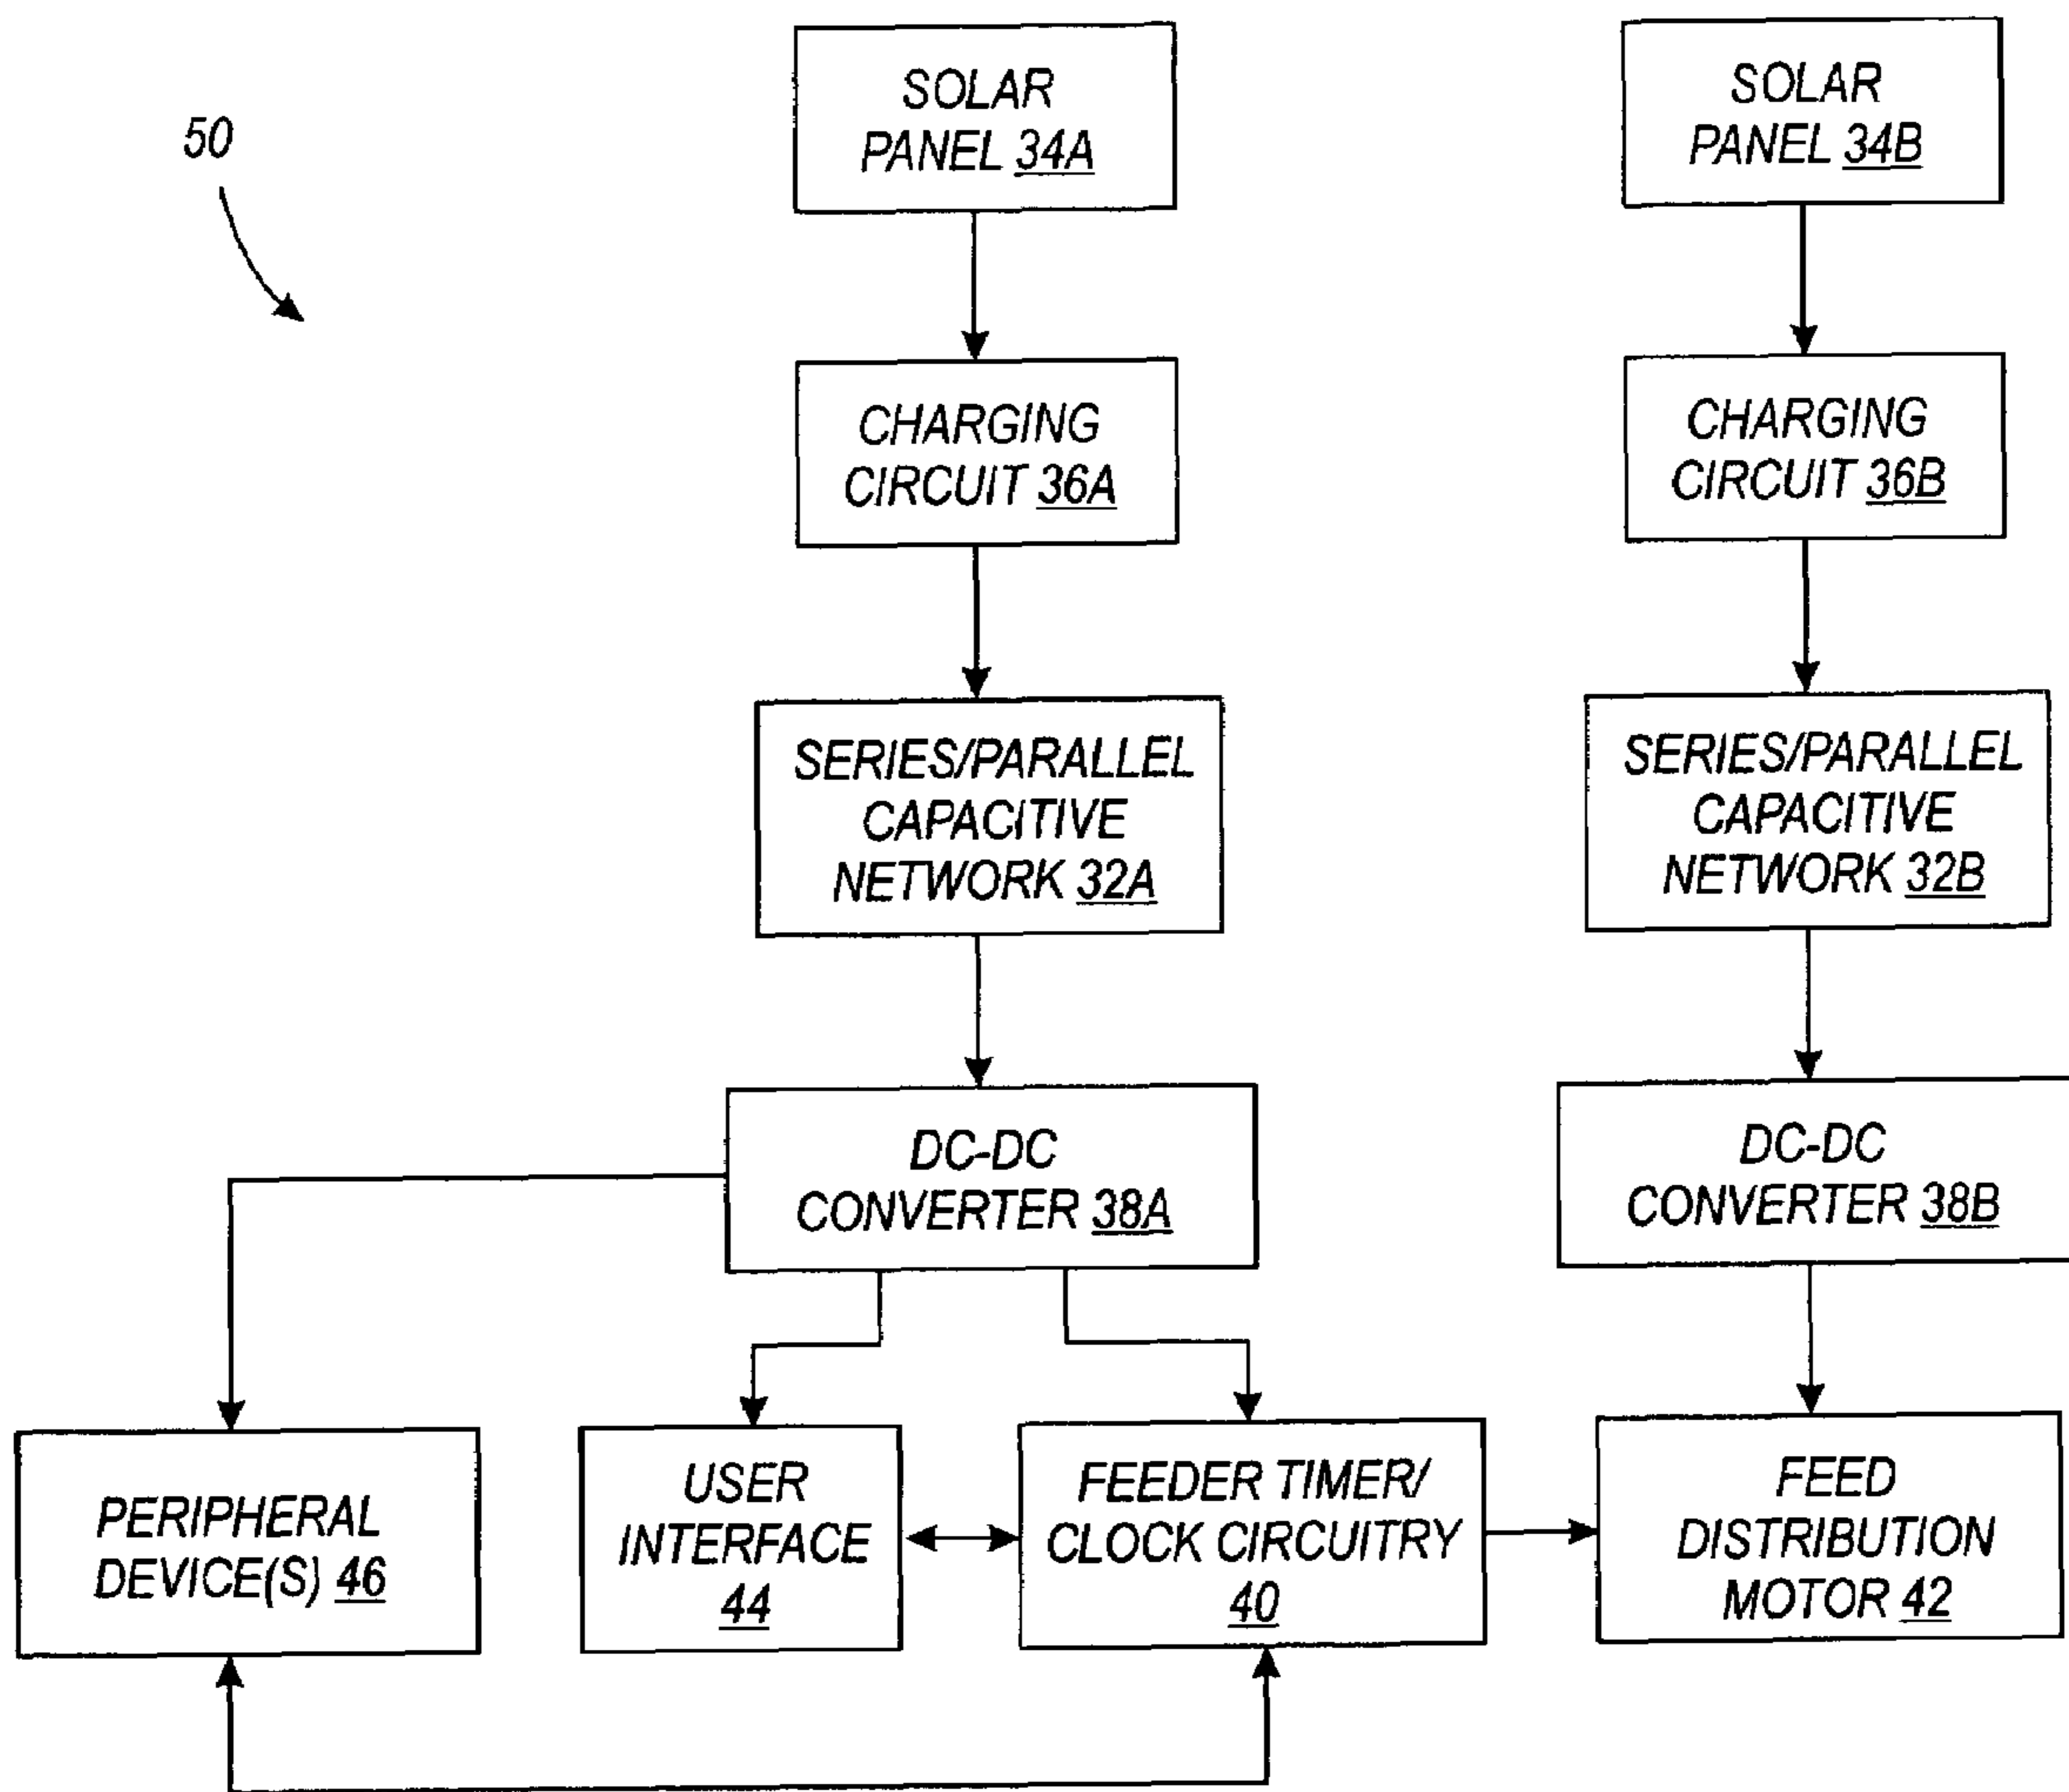 50
SOLAR
PANEL 34A
SOLAR
PANEL 34B
CHARGING
CIRCUIT 36A
CHARGING
CIRCUIT 36B
SERIES/PARALLEL
CAPACITIVE
NETWORK 32A
SERIES/PARALLEL
CAPACITIVE
NETWORK 32B
DC-DC
CONVERTER 38A
DC-DC
CONVERTER 38B
PERIPHERAL
DEVICE(S) 46
USER
INTERFACE
44
FEEDER TIMER/
CLOCK CIRCUITRY
40
FEED
DISTRIBUTION
MOTOR 42